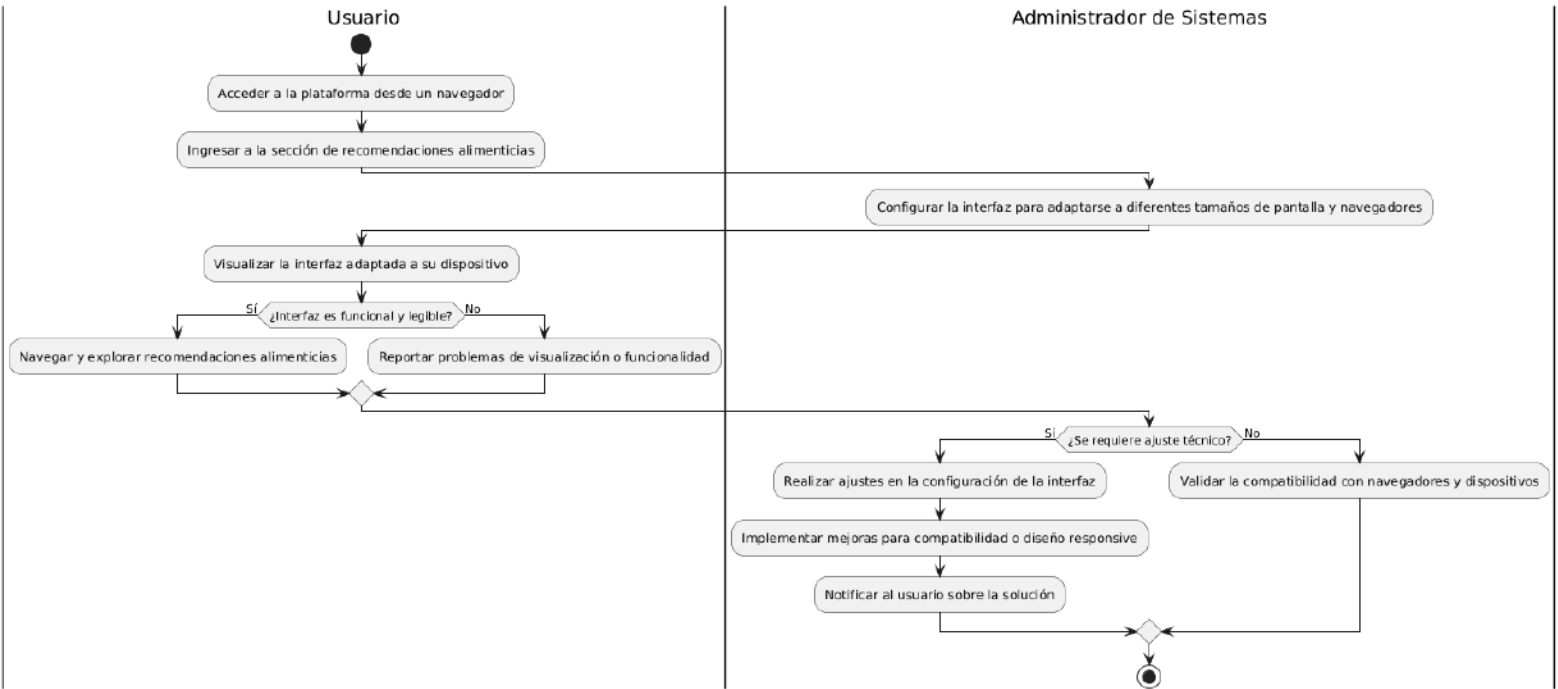 Usuario
Administrador de Sistemas
Acceder a la plataforma desde un navegador
Ingresar a la sección de recomendaciones alimenticias
Configurar la interfaz para adaptarse a diferentes tamaños de pantalla y navegadores
Visualizar la interfaz adaptada a su dispositivo
Sí
¿Interfaz es funcional y legible?
No
Navegar y explorar recomendaciones alimenticias
Reportar problemas de visualización o funcionalidad
Sí
¿Se requiere ajuste técnico?
No
Realizar ajustes en la configuración de la interfaz
Validar la compatibilidad con navegadores y dispositivos
Implementar mejoras para compatibilidad o diseño responsive
Notificar al usuario sobre la solución